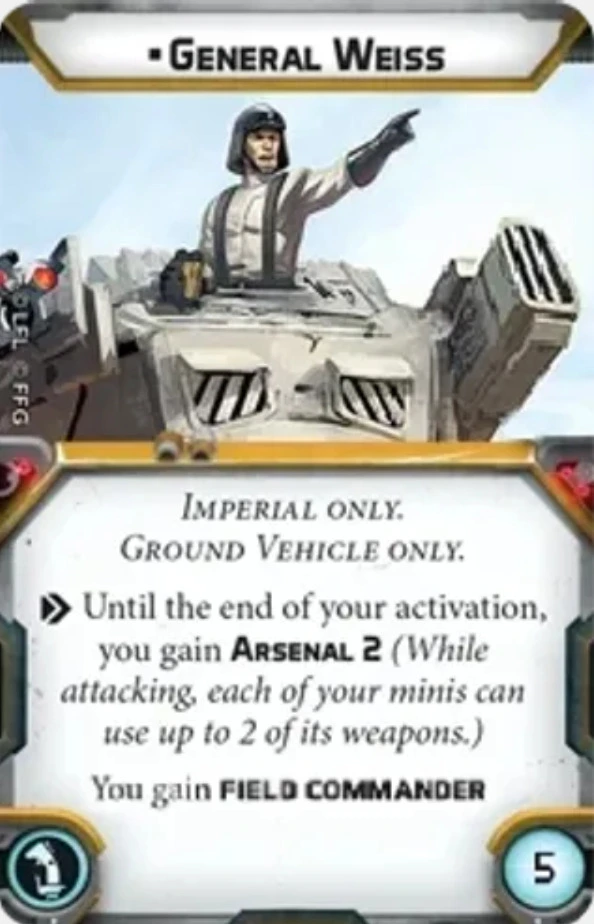 ▪General Weiss
© LFL © FFG
Imperial only.
Ground Vehicle only.
Until the end of your activation,
you gain Arsenal 2 (While
attacking, each of your minis can
use up to 2 of its weapons.)
You gain Field Commander
5